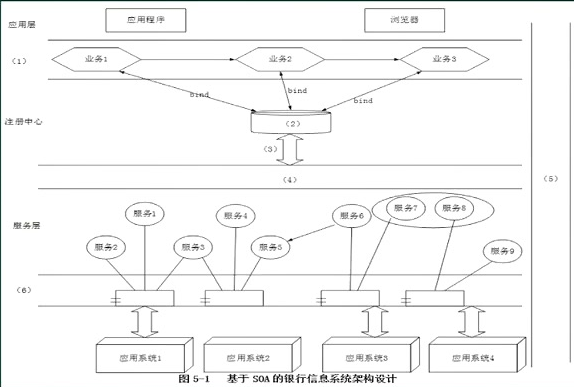 应用层
应用程序
浏览器
（1）
业务1
业务2
业务3
bind
bind
bind
注册中心
（2）
（3）
（4）
（5）
服务层
服务1
服务2
服务3
服务4
服务5
服务6
服务7
服务8
服务9
（6）
应用系统1
应用系统2
应用系统3
应用系统4
图 5-1 基于 SOA 的银行信息系统架构设计